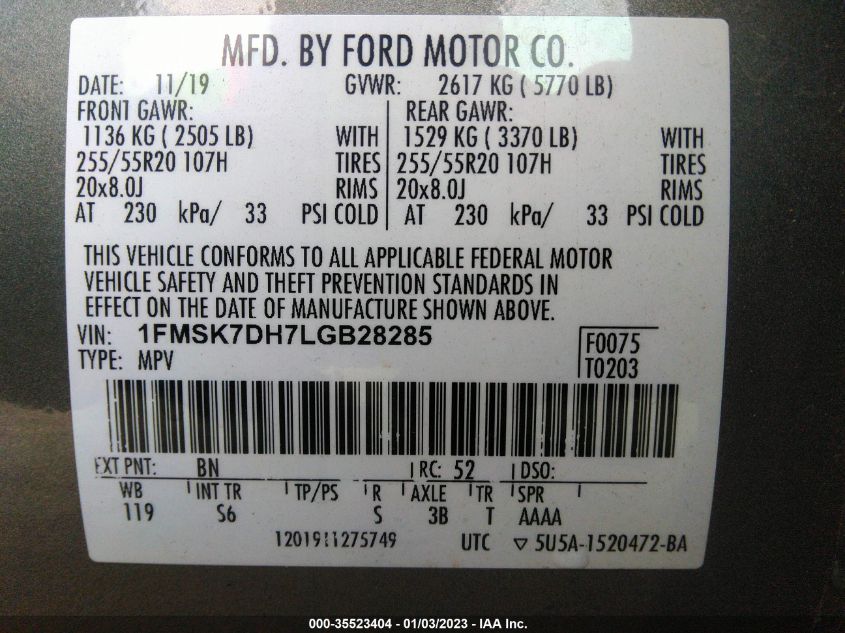 MFD. BY FORD MOTOR CO.
DATE: 11/19 GVWR: 2617 KG ( 5770 LB)
FRONT GAWR: REAR GAWR:
1136 KG ( 2505 LB) WITH 1529 KG ( 3370 LB) WITH
255/55R20 107H TIRES 255/55R20 107H TIRES
20x8.0J RIMS 20x8.0J RIMS
AT 230 kPa/ 33 PSI COLD AT 230 kPa/ 33 PSI COLD
THIS VEHICLE CONFORMS TO ALL APPLICABLE FEDERAL MOTOR
VEHICLE SAFETY AND THEFT PREVENTION STANDARDS IN
EFFECT ON THE DATE OF MANUFACTURE SHOWN ABOVE.
VIN: 1FMSK7DH7LGB28285
TYPE: MPV
F0075
T0203
EXT PNT: BN RC: 52 DSO:
WB INT TR TP/PS R AXLE TR SPR
119 S6 S 3B T AAAA
1201911275749 UTC ▽ 5U5A-1520472-BA
000-35523404 - 01/03/2023 - IAA Inc.